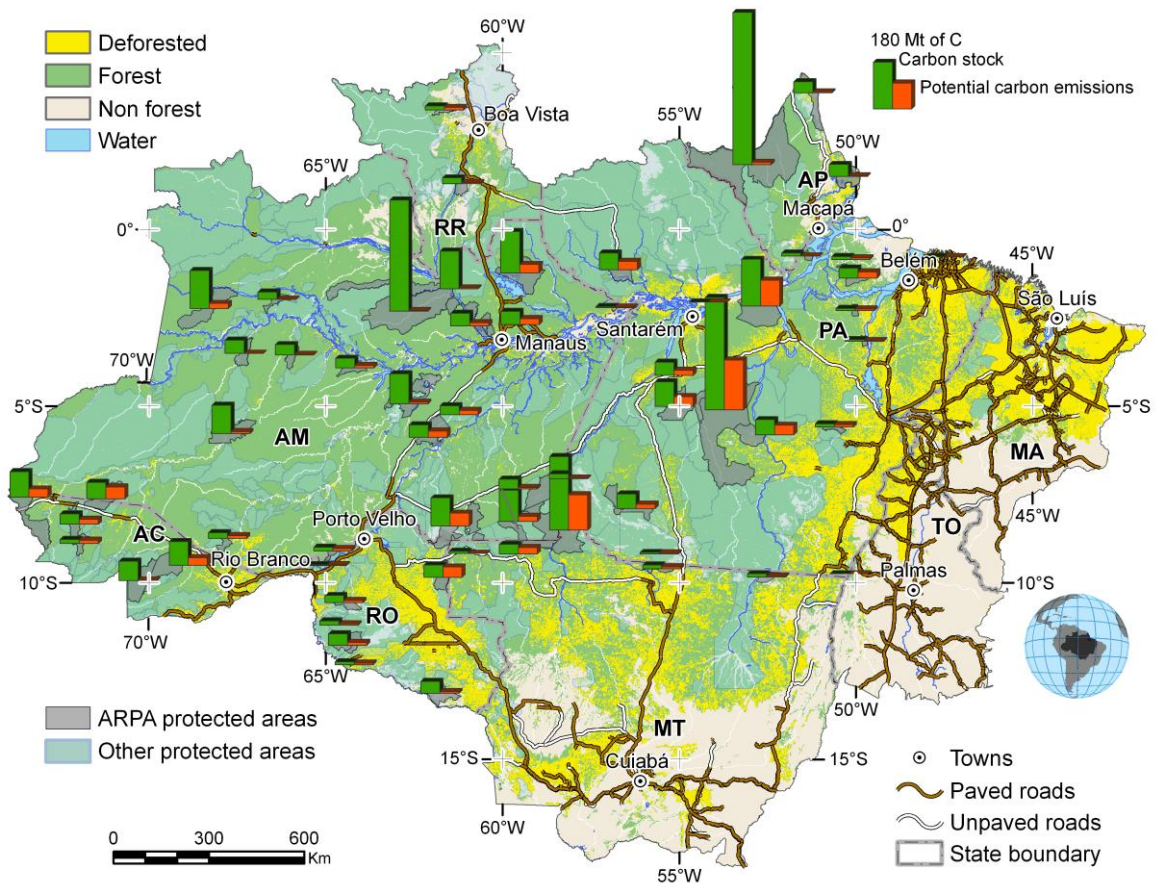 Deforested
Forest
Non forest
Water
60°W
180 Mt of C
Carbon stock
Potential carbon emissions
Boa Vista
55°W
50°W
65°W
AP
Macapá
0°
RR
0°
Belém
45°W
São Luís
Santarém
PA
Manaus
70°W
5°S
5°S
AM
MA
Porto Velho
TO
45°W
AC
Rio Branco
10°S
Palmas
10°S
RO
70°W
65°W
ARPA protected areas
Other protected areas
50°W
MT
15°S
Cuiabá
15°S
Towns
Paved roads
Unpaved roads
State boundary
60°W
55°W
0 300 600
Km